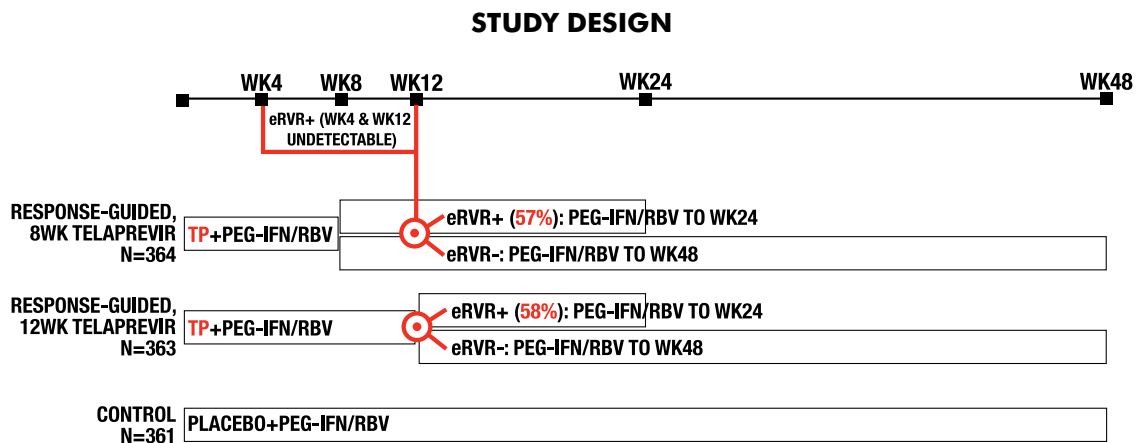 STUDY DESIGN
WK4 WK8 WK12 WK24 WK48
eRVR+ (WK4 & WK12
UNDETECTABLE)
RESPONSE-GUIDED,
8WK TELAPREVIR
N=364
TP+PEG-IFN/RBV
eRVR+ (57%): PEG-IFN/RBV TO WK24
eRVR-: PEG-IFN/RBV TO WK48
RESPONSE-GUIDED,
12WK TELAPREVIR
N=363
TP+PEG-IFN/RBV
eRVR+ (58%): PEG-IFN/RBV TO WK24
eRVR-: PEG-IFN/RBV TO WK48
CONTROL
N=361
PLACEBO+PEG-IFN/RBV